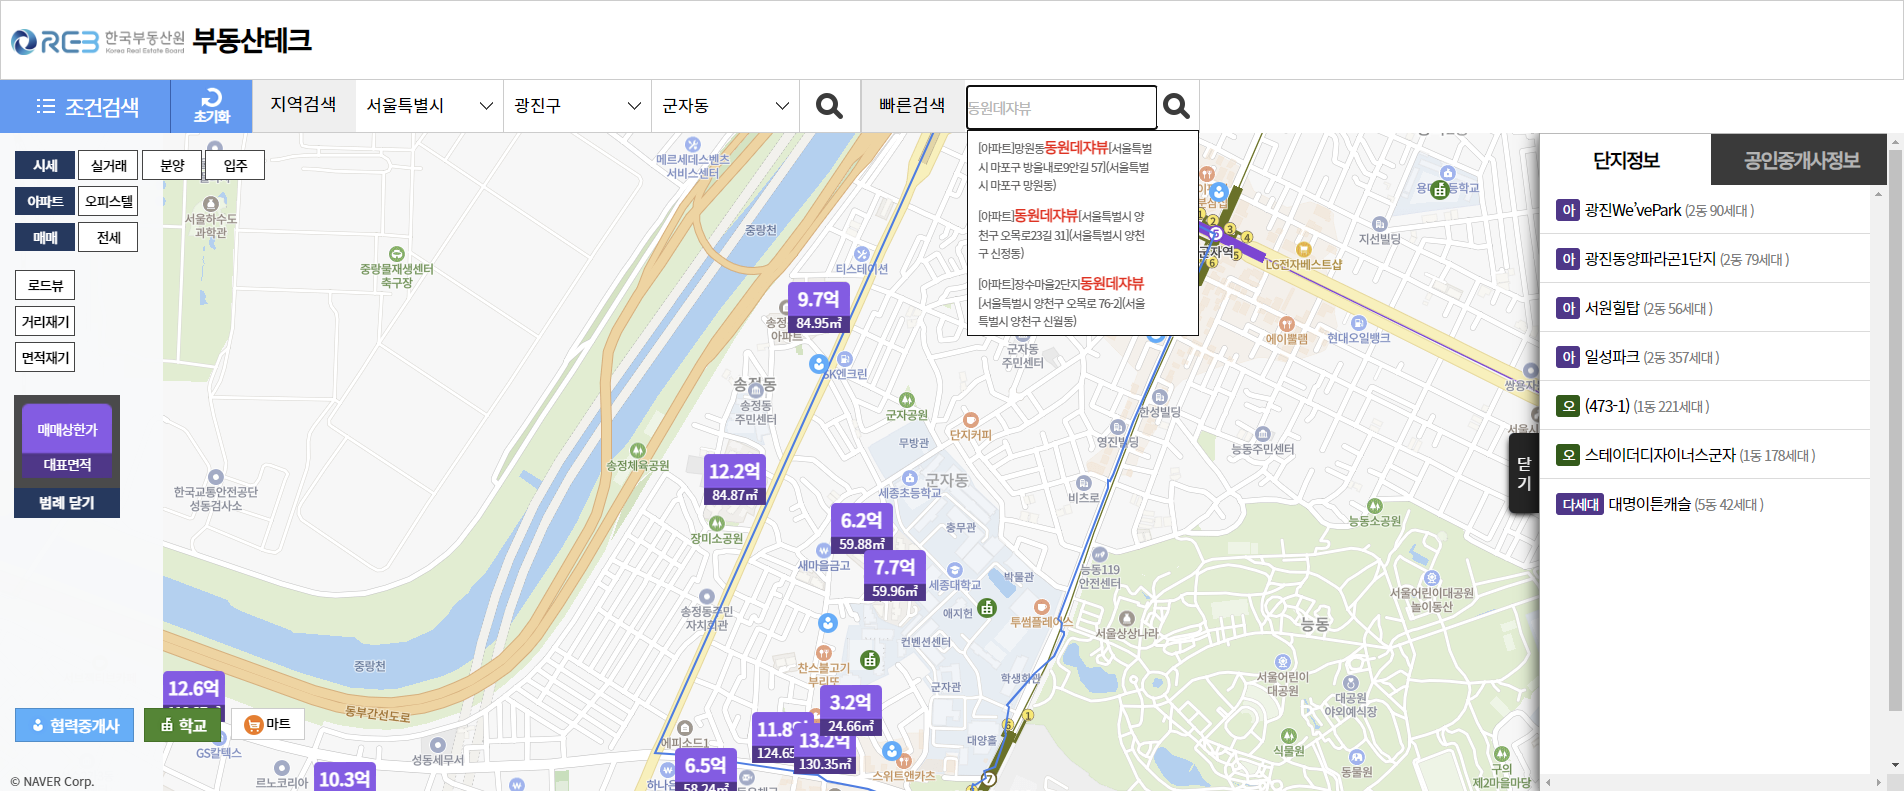 REB 한국부동산원 부동산테크
Korea Real Estate Board
조건검색
초기화
지역검색
서울특별시
광진구
군자동
빠른검색
동원데자뷰
[아파트]망원동동원데쟈뷰[서울특별
시 마포구 방울내로9안길 57](서울특별
시 마포구 망원동)
[아파트]동원데쟈뷰[서울특별시 양
천구 오목로23길 31](서울특별시 양천
구 신정동)
[아파트]장수마을2단지동원데쟈뷰
[서울특별시 양천구 오목로 76-2](서울
특별시 양천구 신월동)
시세
실거래
분양
입주
아파트
오피스텔
매매
전세
로드뷰
거리재기
면적재기
매매상한가
대표면적
범례 닫기
협력중개사
학교
마트
© NAVER Corp.
단지정보
공인중개사정보
아 광진We'vePark (2동 90세대 )
아 광진동양파라곤1단지 (2동 79세대 )
아 서원힐탑 (2동 56세대 )
아 일성파크 (2동 357세대 )
오 (473-1) (1동 221세대 )
오 스테이더디자이너스군자 (1동 178세대 )
다세대 대명이튼캐슬 (5동 42세대 )
닫
기
메르세데스벤츠
서비스센터
서울하수도
과학관
중랑천
중랑물재생센터
축구장
티스테이션
9.7억
84.95㎡
아파트
SK엔크린
송정동
송정동
주민센터
군자공원
단지커피
무방관
송정체육공원
12.2억
84.87㎡
장미소공원
군자동
세종초등학교
충무관
한국교통안전공단
성동검사소
6.2억
59.88㎡
새마을금고
7.7억
59.96㎡
세종대학교
박물관
애지헌
투썸플레이스
송정동주민
자치회관
컨벤션센터
찬스불고기
부리또
군자관
학생회관
중랑천
12.6억
동부간선도로
3.2억
24.66㎡
13.2억
130.35㎡
대양홀
에피소드1
GS칼텍스
성동세무서
르노코리아
10.3억
6.5억
58.24㎡
스위트앤카츠
군자동
주민센터
군자역
LG전자베스트샵
지선빌딩
에이뽈램
현대오일뱅크
한성빌딩
영진빌딩
능동주민센터
비츠로
능동소공원
능동119
안전센터
서울상상나라
능동
서울어린이대공원
놀이동산
서울어린이
대공원
대공원
야외예식장
식물원
동물원
구의
제2마을마당